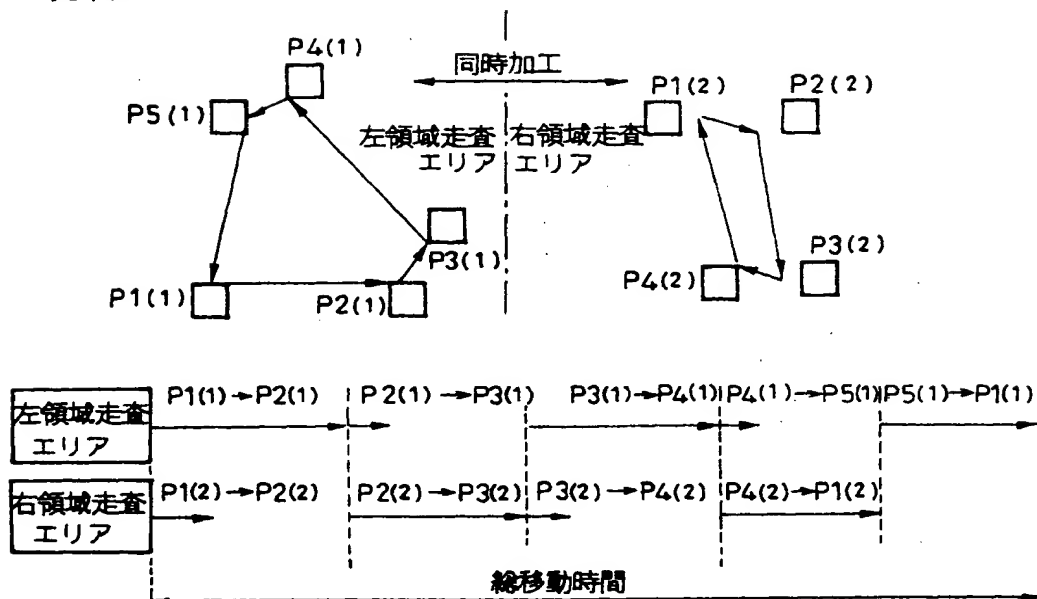 P4(1)
同時加工
P1(2)
P2(2)
P5(1)
左領域走査
エリア
右領域走査
エリア
P3(1)
P3(2)
P1(1)
P2(1)
P4(2)
左領域走査
エリア
P1(1)→P2(1)
P2(1)→P3(1)
P3(1)→P4(1)
P4(1)→P5(1)
P5(1)→P1(1)
右領域走査
エリア
P1(2)→P2(2)
P2(2)→P3(2)
P3(2)→P4(2)
P4(2)→P1(2)
総移動時間